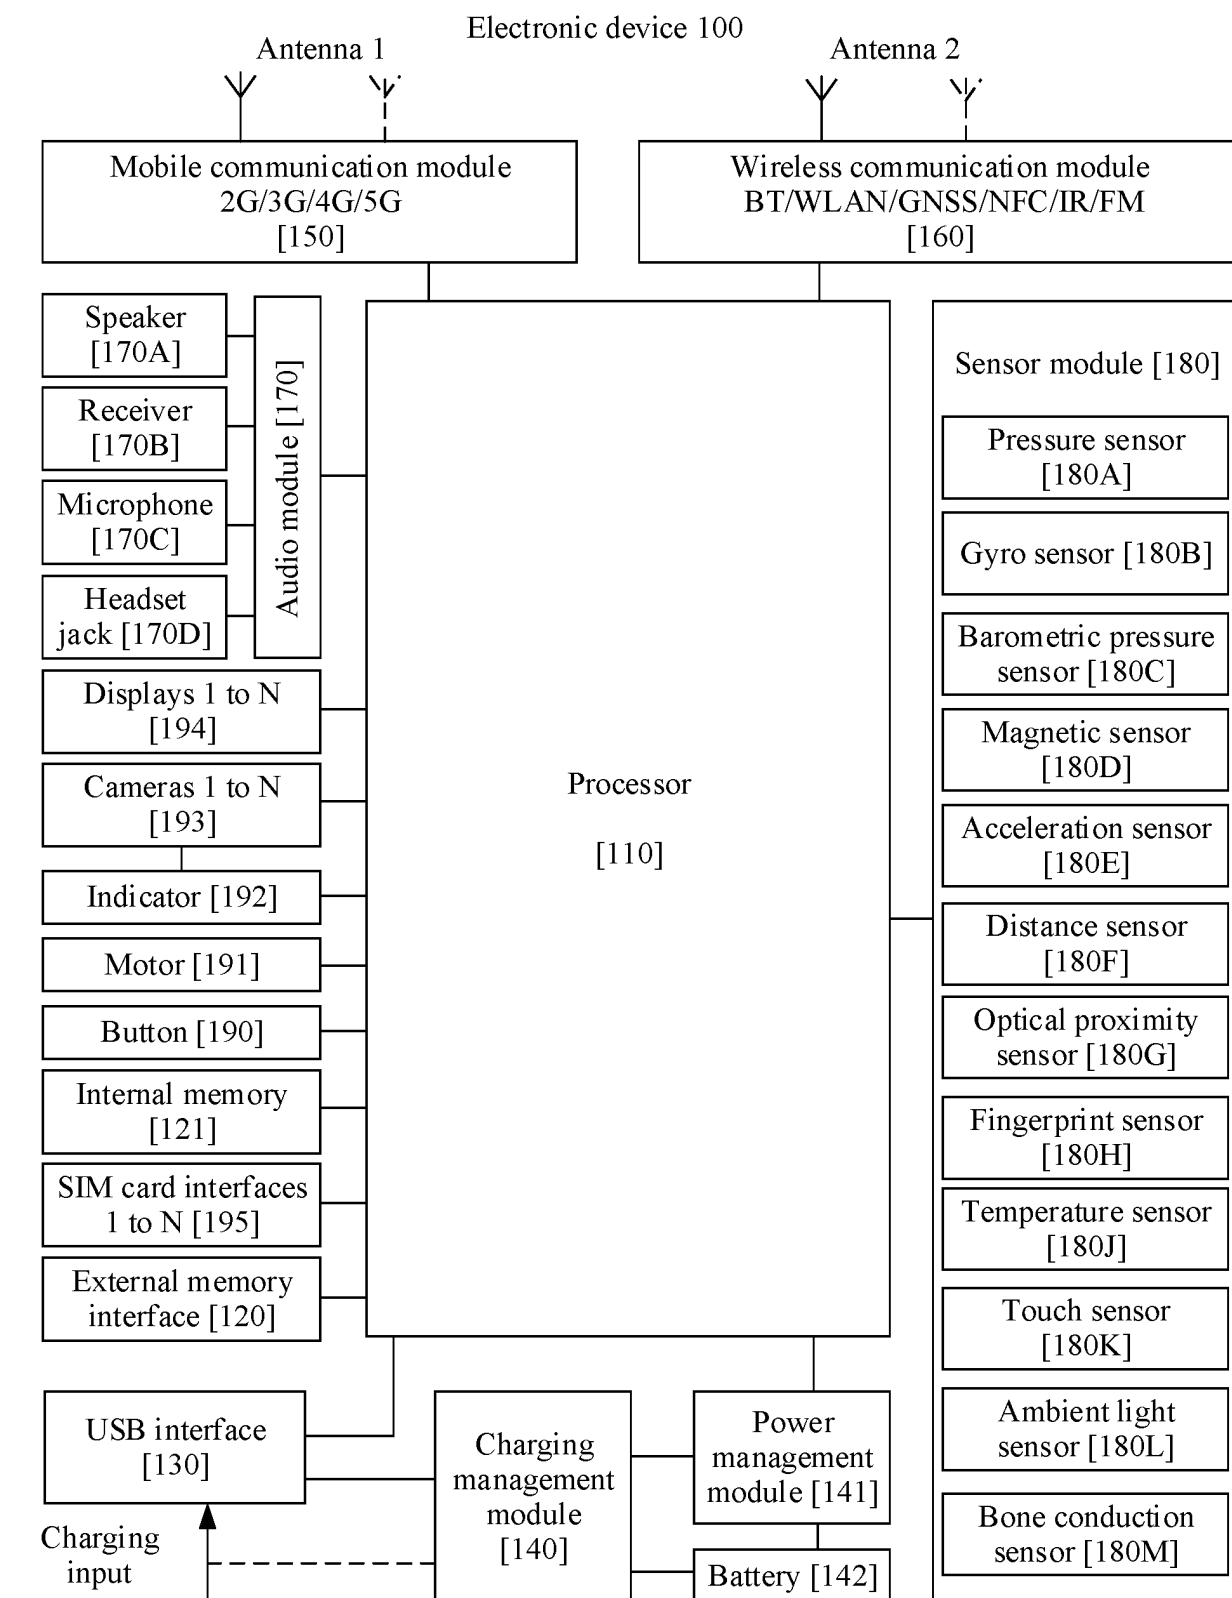 Electronic device 100
Antenna 1
Antenna 2
Mobile communication module
2G/3G/4G/5G
[150]
Wireless communication module
BT/WLAN/GNSS/NFC/IR/FM
[160]
Speaker
[170A]
Receiver
[170B]
Microphone
[170C]
Headset
jack [170D]
Audio module [170]
Displays 1 to N
[194]
Cameras 1 to N
[193]
Indicator [192]
Motor [191]
Button [190]
Internal memory
[121]
SIM card interfaces
1 to N [195]
External memory
interface [120]
Processor
[110]
Sensor module [180]
Pressure sensor
[180A]
Gyro sensor [180B]
Barometric pressure
sensor [180C]
Magnetic sensor
[180D]
Acceleration sensor
[180E]
Distance sensor
[180F]
Optical proximity
sensor [180G]
Fingerprint sensor
[180H]
Temperature sensor
[180J]
Touch sensor
[180K]
Ambient light
sensor [180L]
Bone conduction
sensor [180M]
USB interface
[130]
Charging
input
Charging
management
module
[140]
Power
management
module [141]
Battery [142]